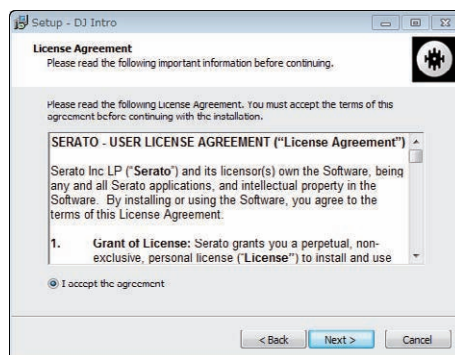 Setup - DJ Intro
License Agreement
Please read the following important information before continuing.
Please read the following License Agreement. You must accept the terms of this
agreement before continuing with the installation.
SERATO - USER LICENSE AGREEMENT ("License Agreement")
Serato Inc LP ("Serato") and its licensor(s) own the Software, being
any and all Serato applications, and intellectual property in the
Software. By installing or using the Software, you agree to the
terms of this License Agreement.
1. Grant of License: Serato grants you a perpetual, non-
exclusive, personal license ("License") to install and use
I accept the agreement
< Back Next > Cancel